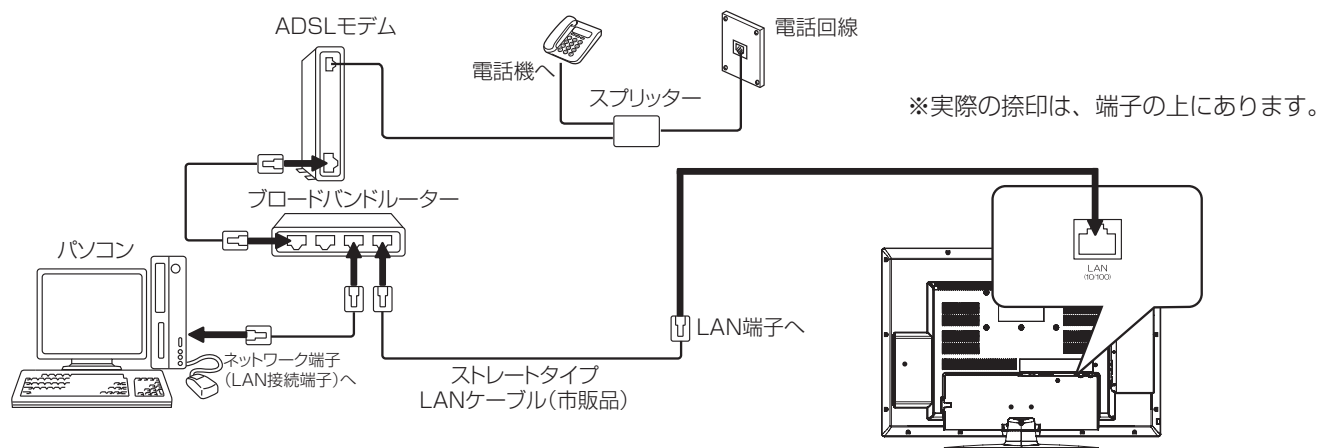 ADSLモデム
電話機へ
スプリッター
電話回線
※実際の捺印は、端子の上にあります。
ブロードバンドルーター
パソコン
LAN
(10/100)
LAN端子へ
ネットワーク端子
(LAN接続端子)へ
ストレートタイプ
LANケーブル(市販品)